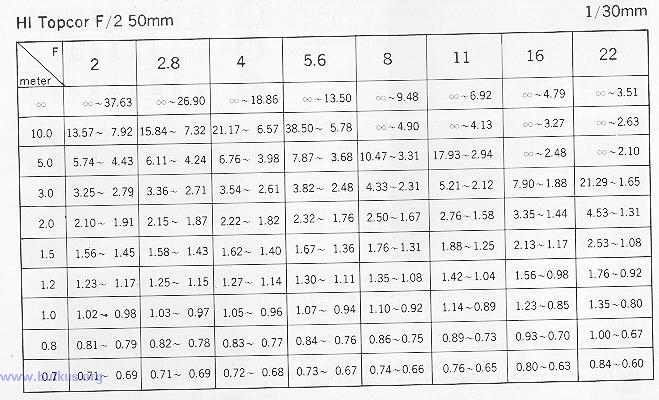 HI Topcor F/2 50mm 1/30mm
F meter 2 2.8 4 5.6 8 11 16 22
∞ ∞~37.63 ∞~26.90 ∞~18.86 ∞~13.50 ∞~9.48 ∞~6.92 ∞~4.79 ∞~3.51
10.0 13.57~ 7.92 15.84~ 7.32 21.17~ 6.57 38.50~ 5.78 ∞~4.90 ∞~4.13 ∞~3.27 ∞~2.63
5.0 5.74~ 4.43 6.11~ 4.24 6.76~ 3.98 7.87~ 3.68 10.47~3.31 17.93~2.94 ∞~2.48 ∞~2.10
3.0 3.25~ 2.79 3.36~ 2.71 3.54~ 2.61 3.82~ 2.48 4.33~2.31 5.21~2.12 7.90~1.88 21.29~1.65
2.0 2.10~ 1.91 2.15~ 1.87 2.22~ 1.82 2.32~ 1.76 2.50~1.67 2.76~1.58 3.35~1.44 4.53~1.31
1.5 1.56~ 1.45 1.58~ 1.43 1.62~ 1.40 1.67~ 1.36 1.76~1.31 1.88~1.25 2.13~1.17 2.53~1.08
1.2 1.23~ 1.17 1.25~ 1.15 1.27~ 1.14 1.30~ 1.11 1.35~1.08 1.42~1.04 1.56~0.98 1.76~0.92
1.0 1.02~ 0.98 1.03~ 0.97 1.05~ 0.96 1.07~ 0.94 1.10~0.92 1.14~0.89 1.23~0.85 1.35~0.80
0.8 0.81~ 0.79 0.82~ 0.78 0.83~ 0.77 0.84~ 0.76 0.86~0.75 0.89~0.73 0.93~0.70 1.00~0.67
0.7 0.71~ 0.69 0.71~ 0.69 0.72~ 0.68 0.73~ 0.67 0.74~0.66 0.76~0.65 0.80~0.63 0.84~0.60
www.butkus.org